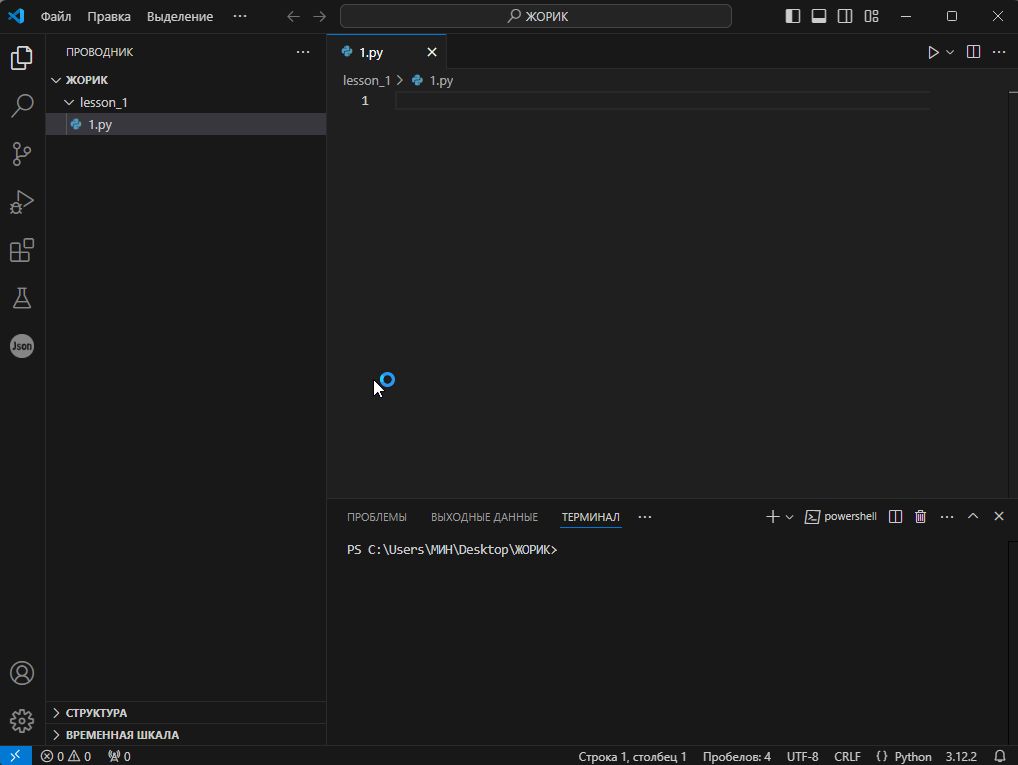 Файл Правка Выделение ··· ЖОРИК
ПРОВОДНИК ···
ЖОРИК
lesson_1
1.py
Json
СТРУКТУРА
ВРЕМЕННАЯ ШКАЛА
1.py
lesson_1 > 1.py
1
ПРОБЛЕМЫ ВЫХОДНЫЕ ДАННЫЕ ТЕРМИНАЛ ··· powershell
PS C:\Users\МИН\Desktop\ЖОРИК>
0 0 0 Строка 1, столбец 1 Пробелов: 4 UTF-8 CRLF {} Python 3.12.2